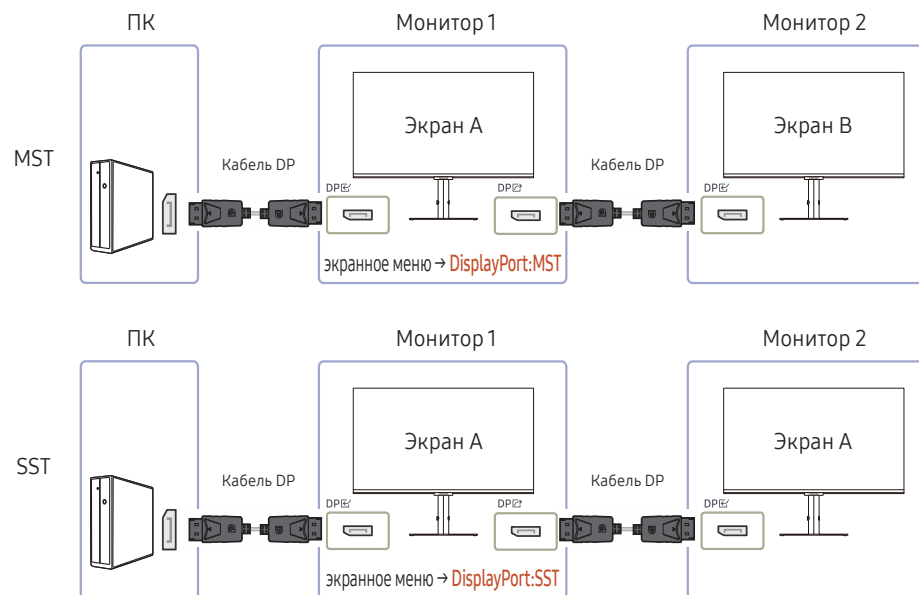 ПК Монитор 1 Монитор 2
MST
Экран A Экран B
Кабель DP Кабель DP
DP DP DP
экранное меню → DisplayPort:MST
ПК Монитор 1 Монитор 2
SST
Экран A Экран A
Кабель DP Кабель DP
DP DP DP
экранное меню → DisplayPort:SST